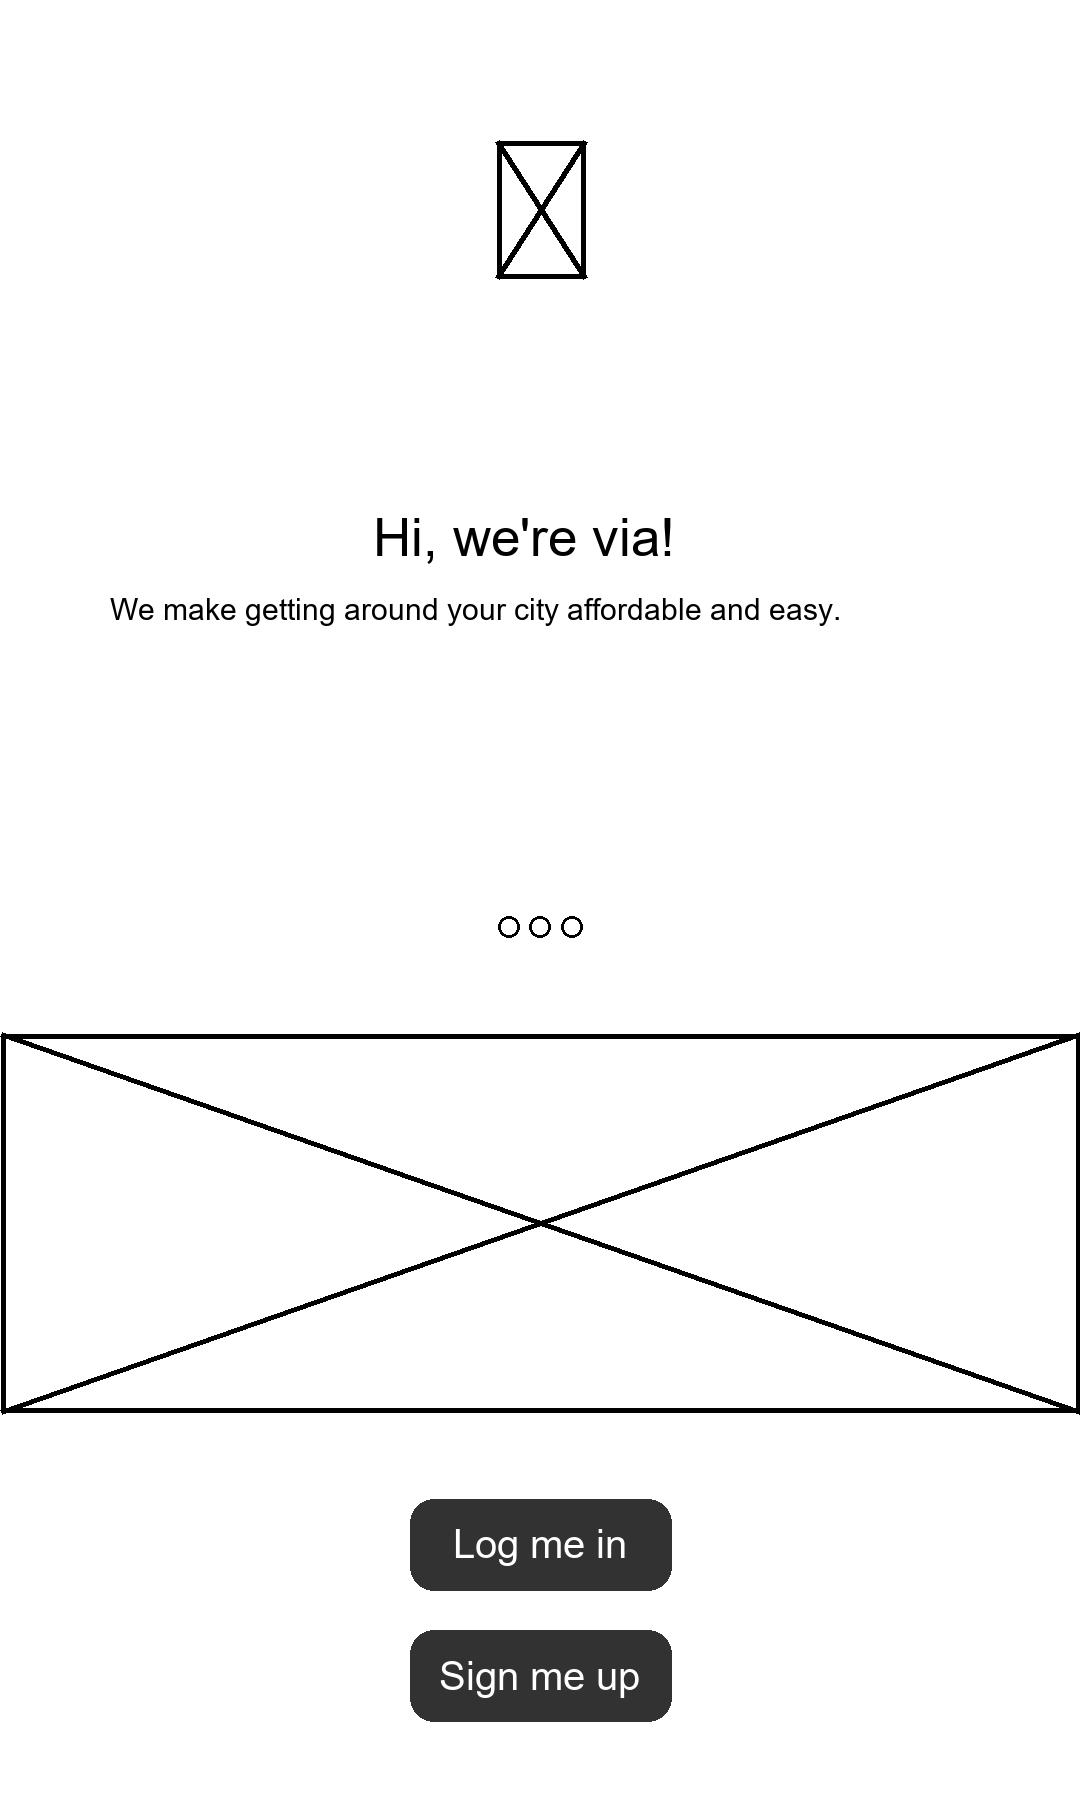 Hi, we're via!
We make getting around your city affordable and easy.
Log me in
Sign me up